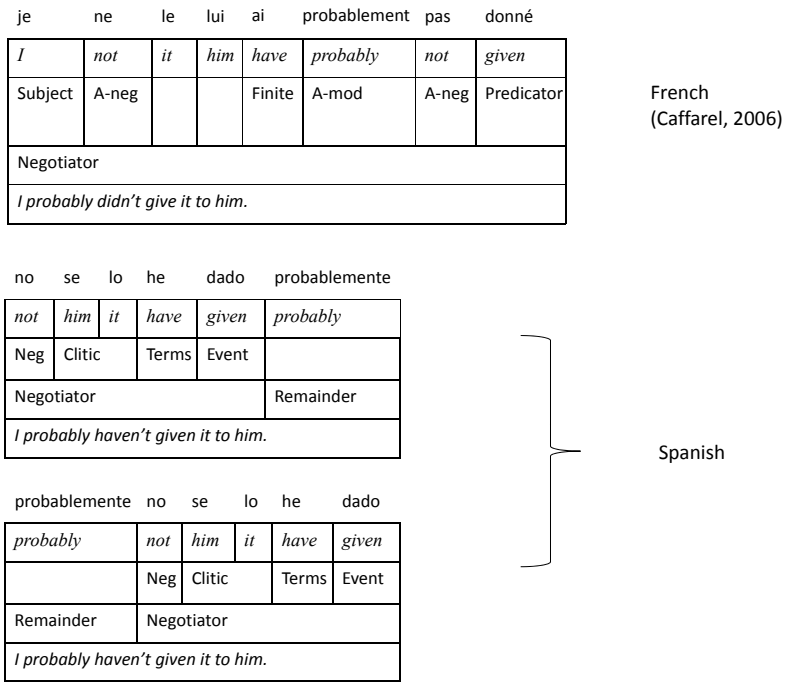 je ne le lui ai probablement pas donné
I not it him have probably not given
Subject A-neg Finite A-mod A-neg Predicator
Negotiator
I probably didn't give it to him.
French
(Caffarel, 2006)
no se lo he dado probablemente
not him it have given probably
Neg Clitic Terms Event
Negotiator Remainder
I probably haven't given it to him.
Spanish
probablemente no se lo he dado
probably not him it have given
Neg Clitic Terms Event
Remainder Negotiator
I probably haven't given it to him.